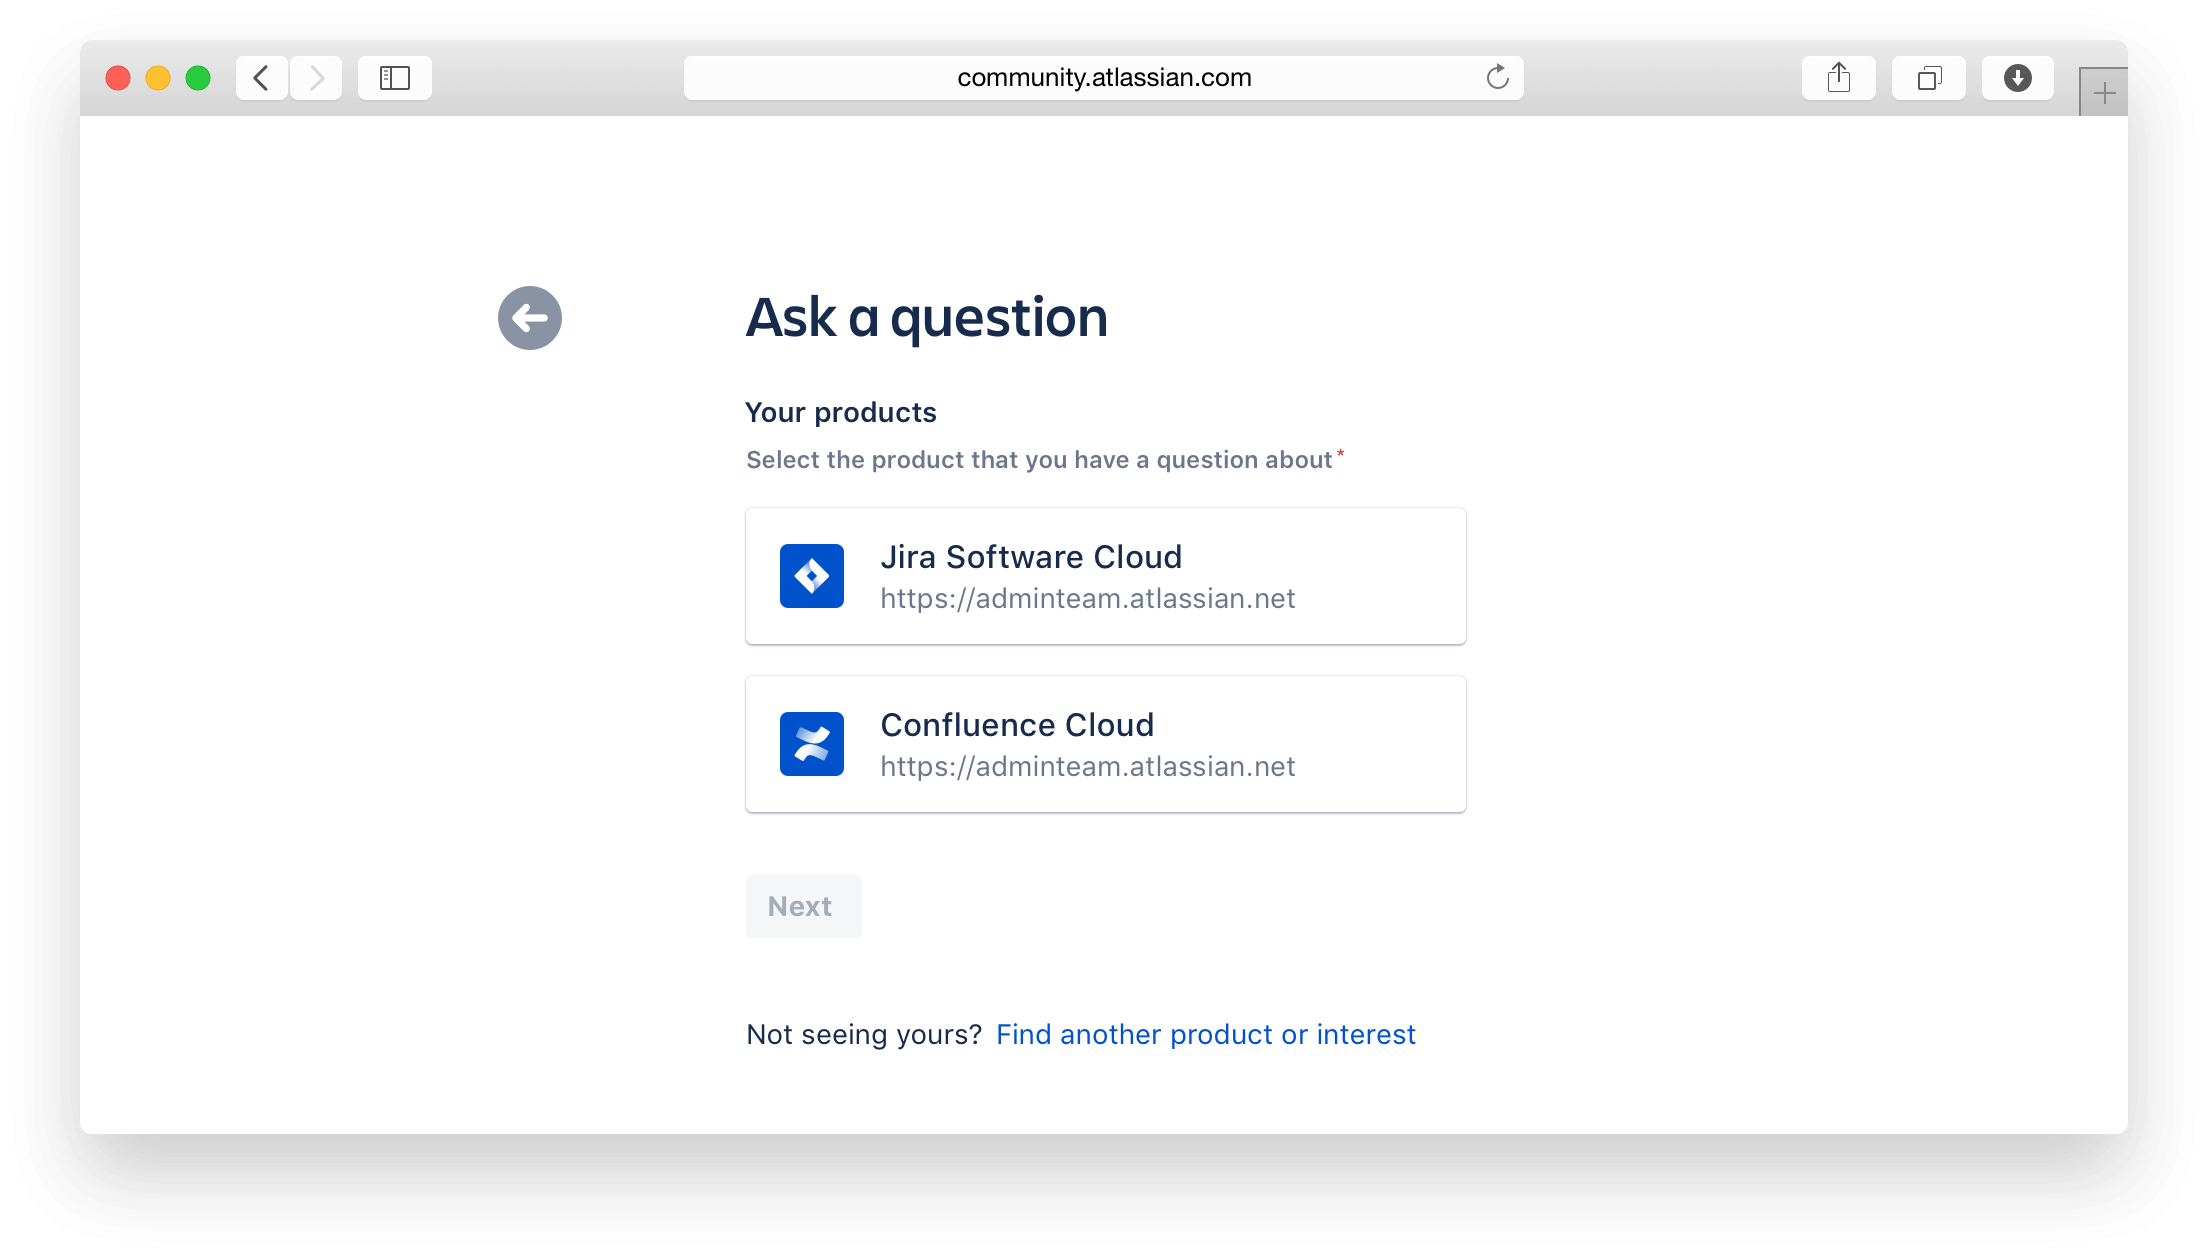 community.atlassian.com
Ask a question
Your products
Select the product that you have a question about*
Jira Software Cloud
https://adminteam.atlassian.net
Confluence Cloud
https://adminteam.atlassian.net
Next
Not seeing yours? Find another product or interest